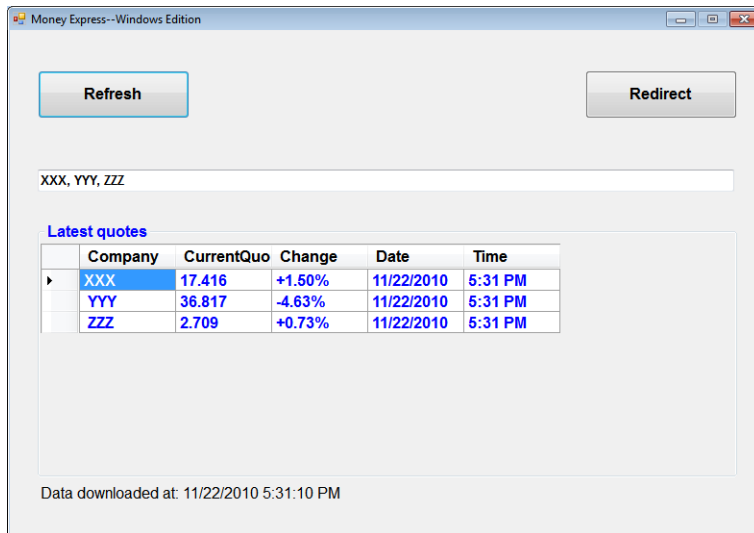 Money Express--Windows Edition
Refresh Redirect
XXX, YYY, ZZZ
Latest quotes
Company CurrentQuo Change Date Time
XXX 17.416 +1.50% 11/22/2010 5:31 PM
YYY 36.817 -4.63% 11/22/2010 5:31 PM
ZZZ 2.709 +0.73% 11/22/2010 5:31 PM
Data downloaded at: 11/22/2010 5:31:10 PM